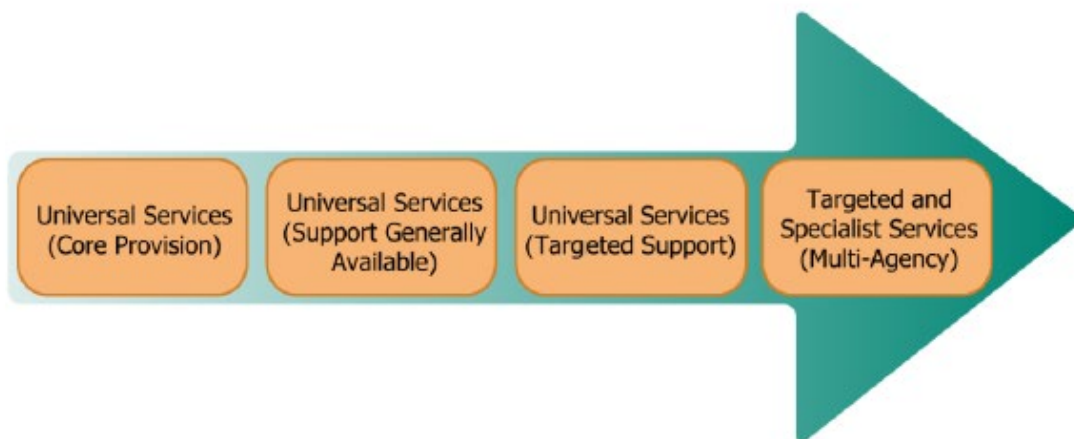 Universal Services
(Core Provision)
Universal Services
(Support Generally
Available)
Universal Services
(Targeted Support)
Targeted and
Specialist Services
(Multi-Agency)